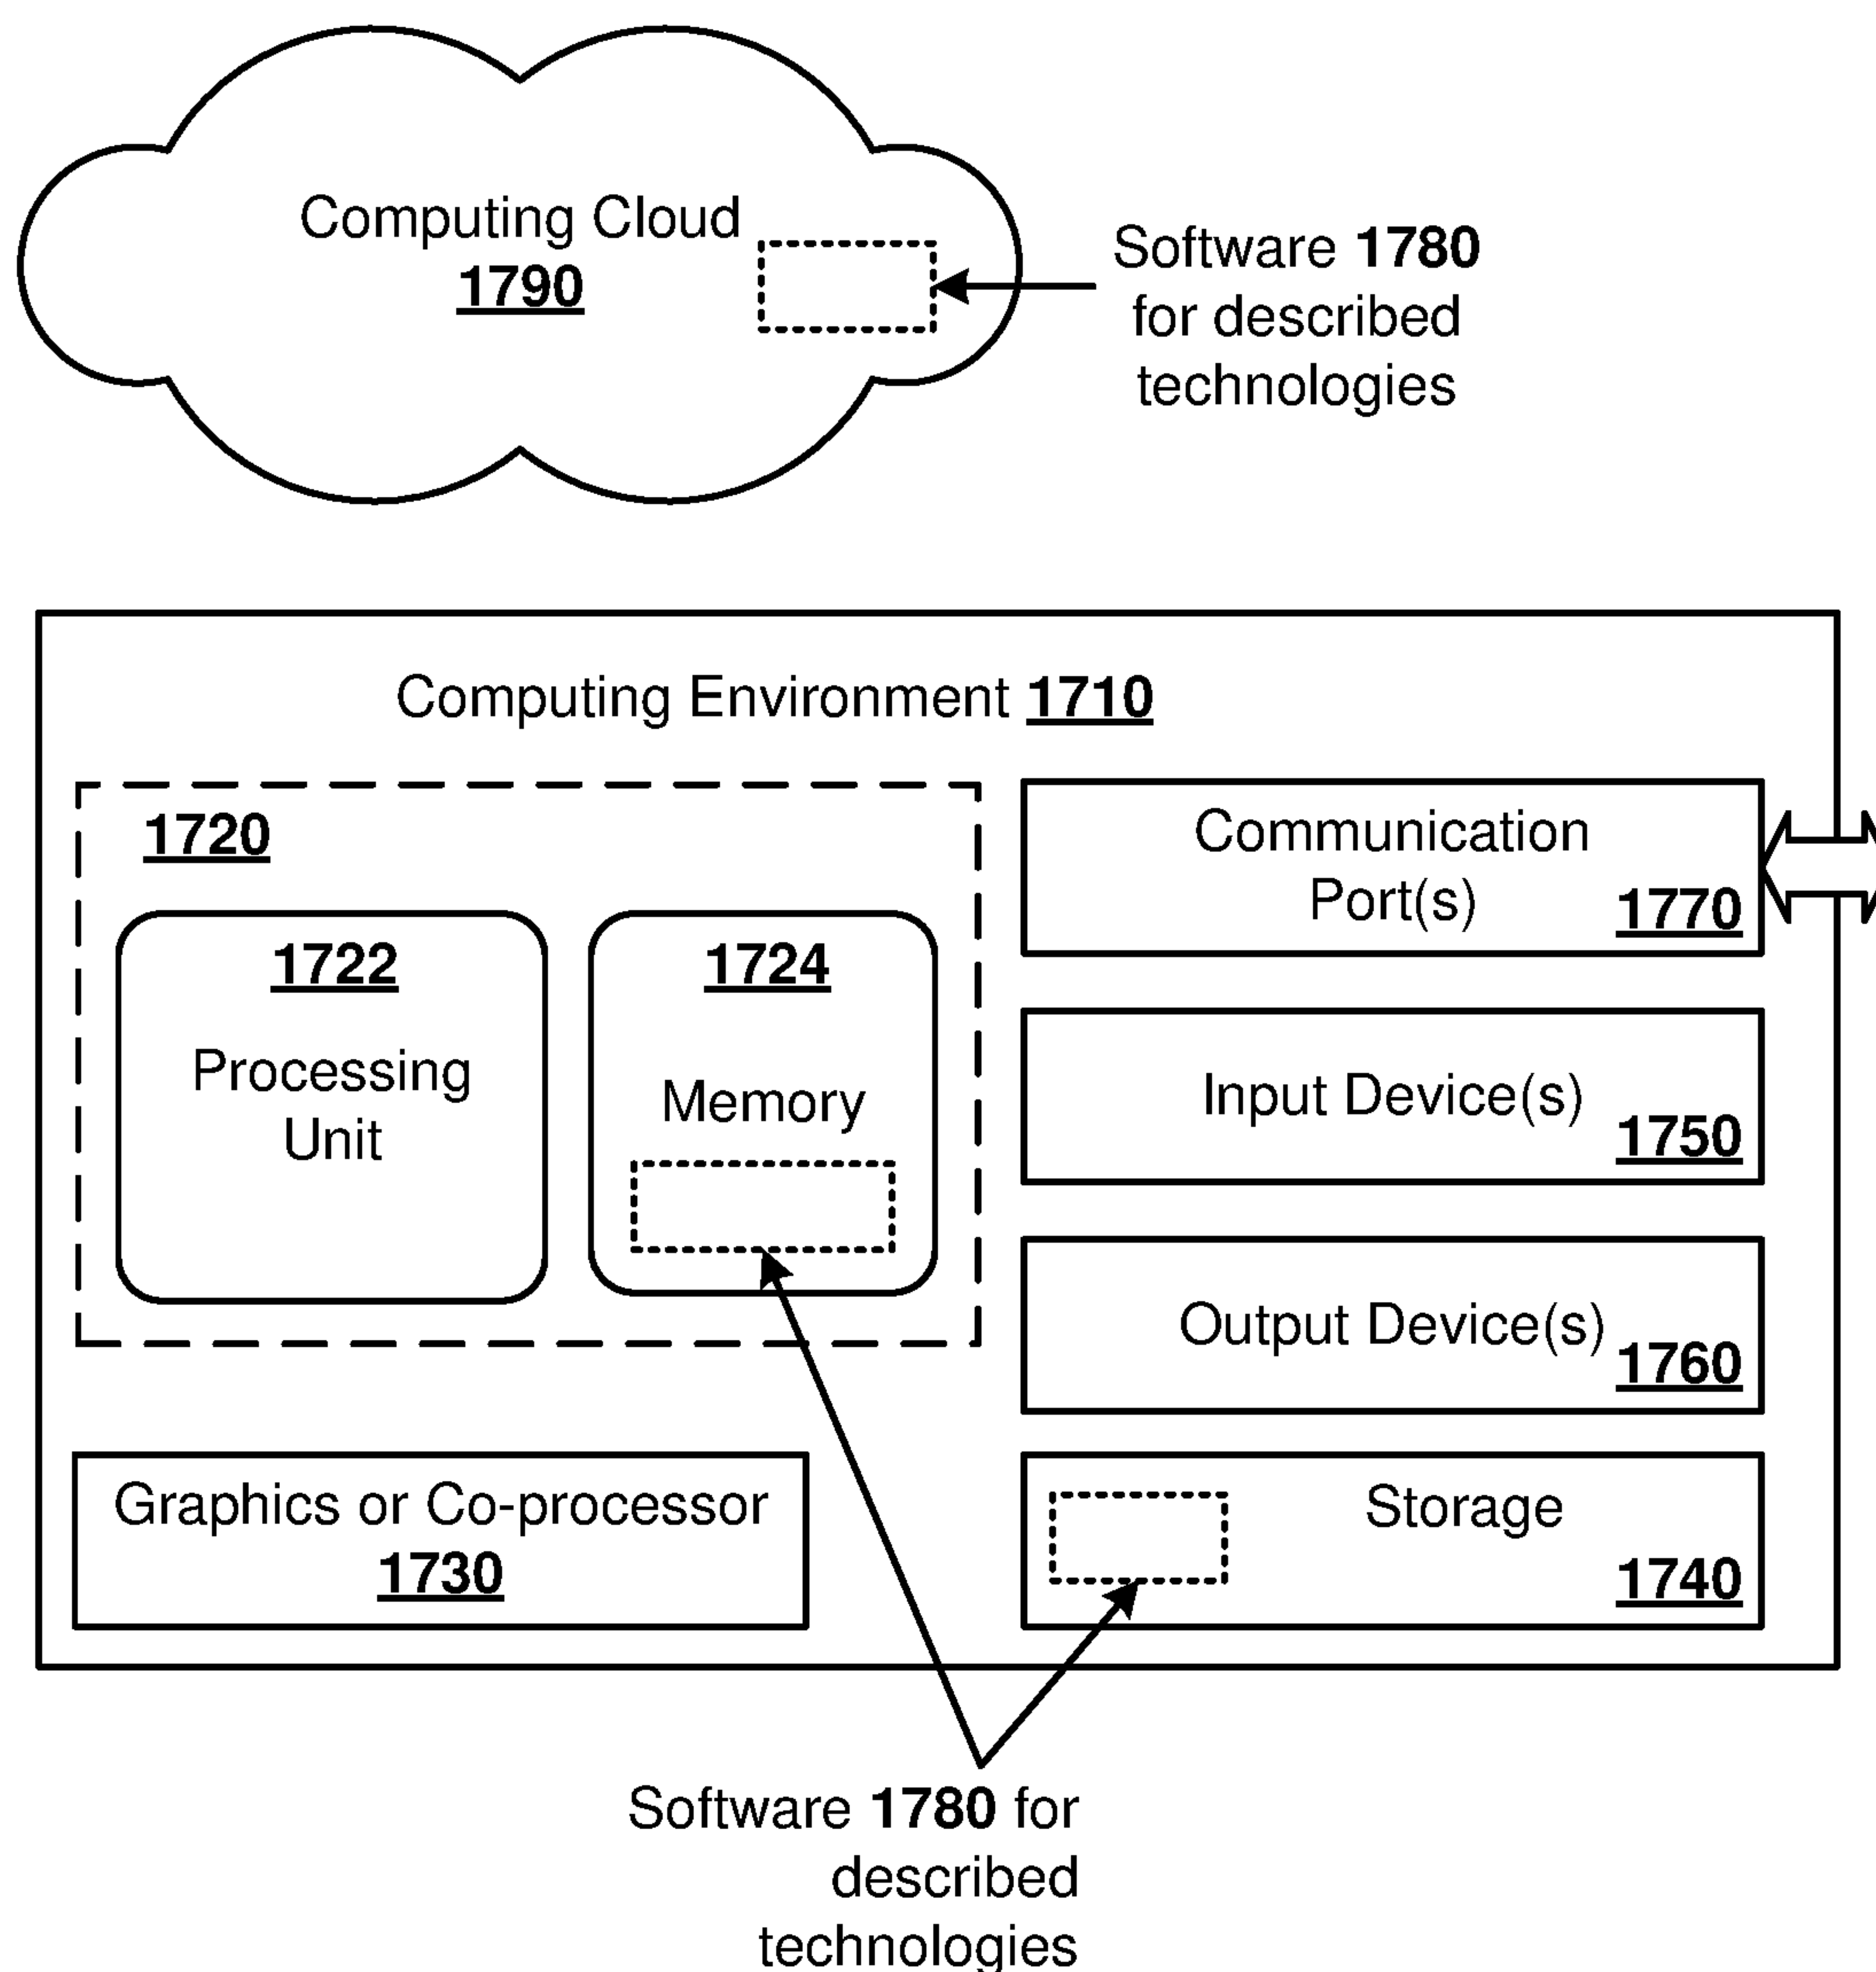 Computing Cloud
1790
Software 1780
for described
technologies
Computing Environment 1710
1720
1722
Processing
Unit
1724
Memory
Communication
Port(s)
1770
Input Device(s)
1750
Output Device(s)
1760
Graphics or Co-processor
1730
Storage
1740
Software 1780 for
described
technologies